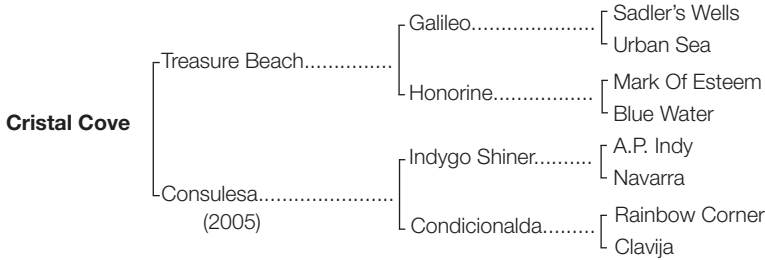 Sadler's Wells
Galileo.....................
Urban Sea
Treasure Beach...............
Mark Of Esteem
Honorine.................
Blue Water
Cristal Cove
A.P. Indy
Indygo Shiner..........
Navarra
Consulesa.......................
(2005)
Rainbow Corner
Condicionalda.........
Clavija